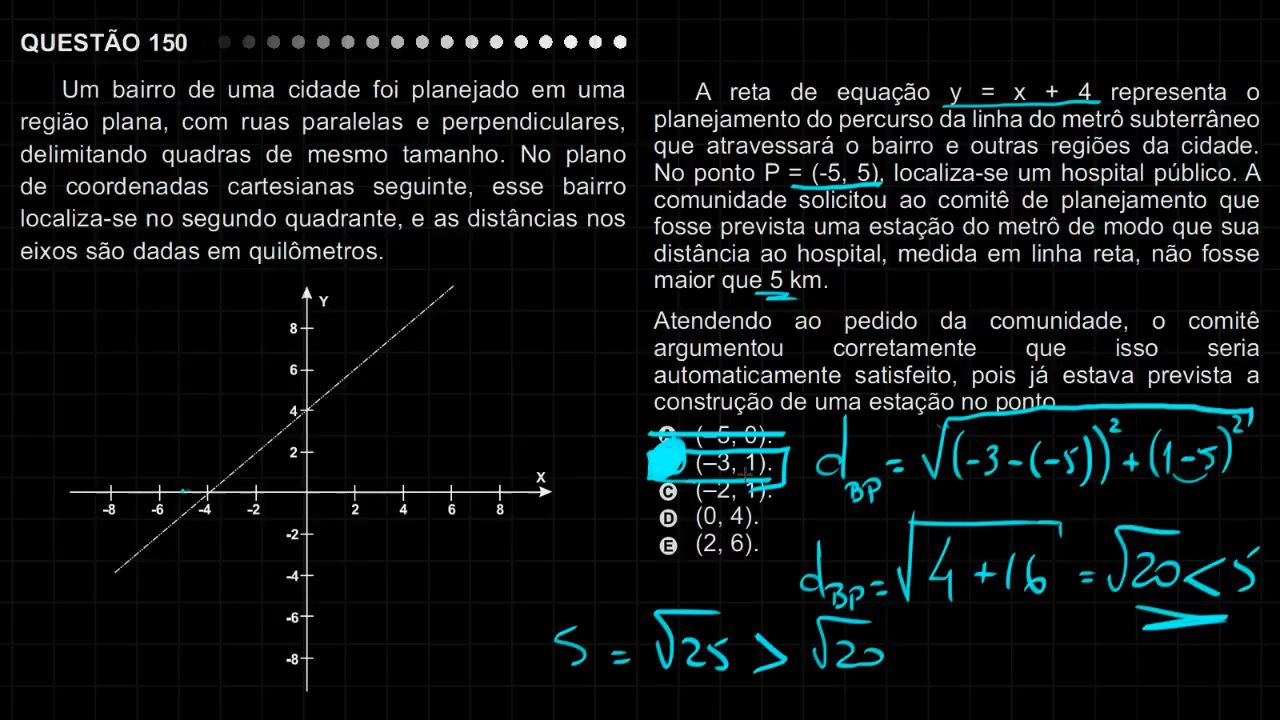 QUESTÃO 150
Um bairro de uma cidade foi planejado em uma
região plana, com ruas paralelas e perpendiculares,
delimitando quadras de mesmo tamanho. No plano
de coordenadas cartesianas seguinte, esse bairro
localiza-se no segundo quadrante, e as distâncias nos
eixos são dadas em quilômetros.
Y
8
6
4
2
X
-8 -6 -4 -2 2 4 6 8
-2
-4
-6
-8
A reta de equação y = x + 4 representa o
planejamento do percurso da linha do metrô subterrâneo
que atravessará o bairro e outras regiões da cidade.
No ponto P = (-5, 5), localiza-se um hospital público. A
comunidade solicitou ao comitê de planejamento que
fosse prevista uma estação do metrô de modo que sua
distância ao hospital, medida em linha reta, não fosse
maior que 5 km.
Atendendo ao pedido da comunidade, o comitê
argumentou corretamente que isso seria
automaticamente satisfeito, pois já estava prevista a
construção de uma estação no ponto
(–5, 0).
(–3, 1).
C (–2, 1).
D (0, 4).
E (2, 6).
d BP = √(-3-(-5))² + (1-5)²
dBP = √4+16 = √20 < 5
5 = √25 > √20